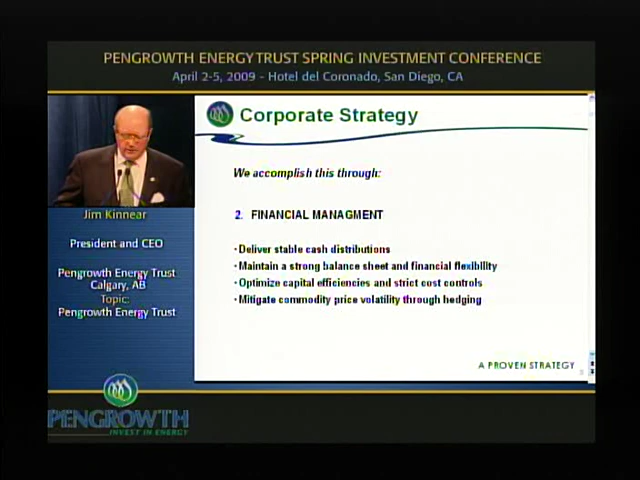 PENGROWTH ENERGY TRUST SPRING INVESTMENT CONFERENCE
April 2-5, 2009 - Hotel del Coronado, San Diego, CA
Corporate Strategy
We accomplish this through:
2. FINANCIAL MANAGMENT
•Deliver stable cash distributions
•Maintain a strong balance sheet and financial flexibility
•Optimize capital efficiencies and strict cost controls
•Mitigate commodity price volatility through hedging
A PROVEN STRATEGY
Jim Kinnear
President and CEO
Pengrowth Energy Trust
Calgary, AB
Topic:
Pengrowth Energy Trust
PENGROWTH
INVEST IN ENERGY